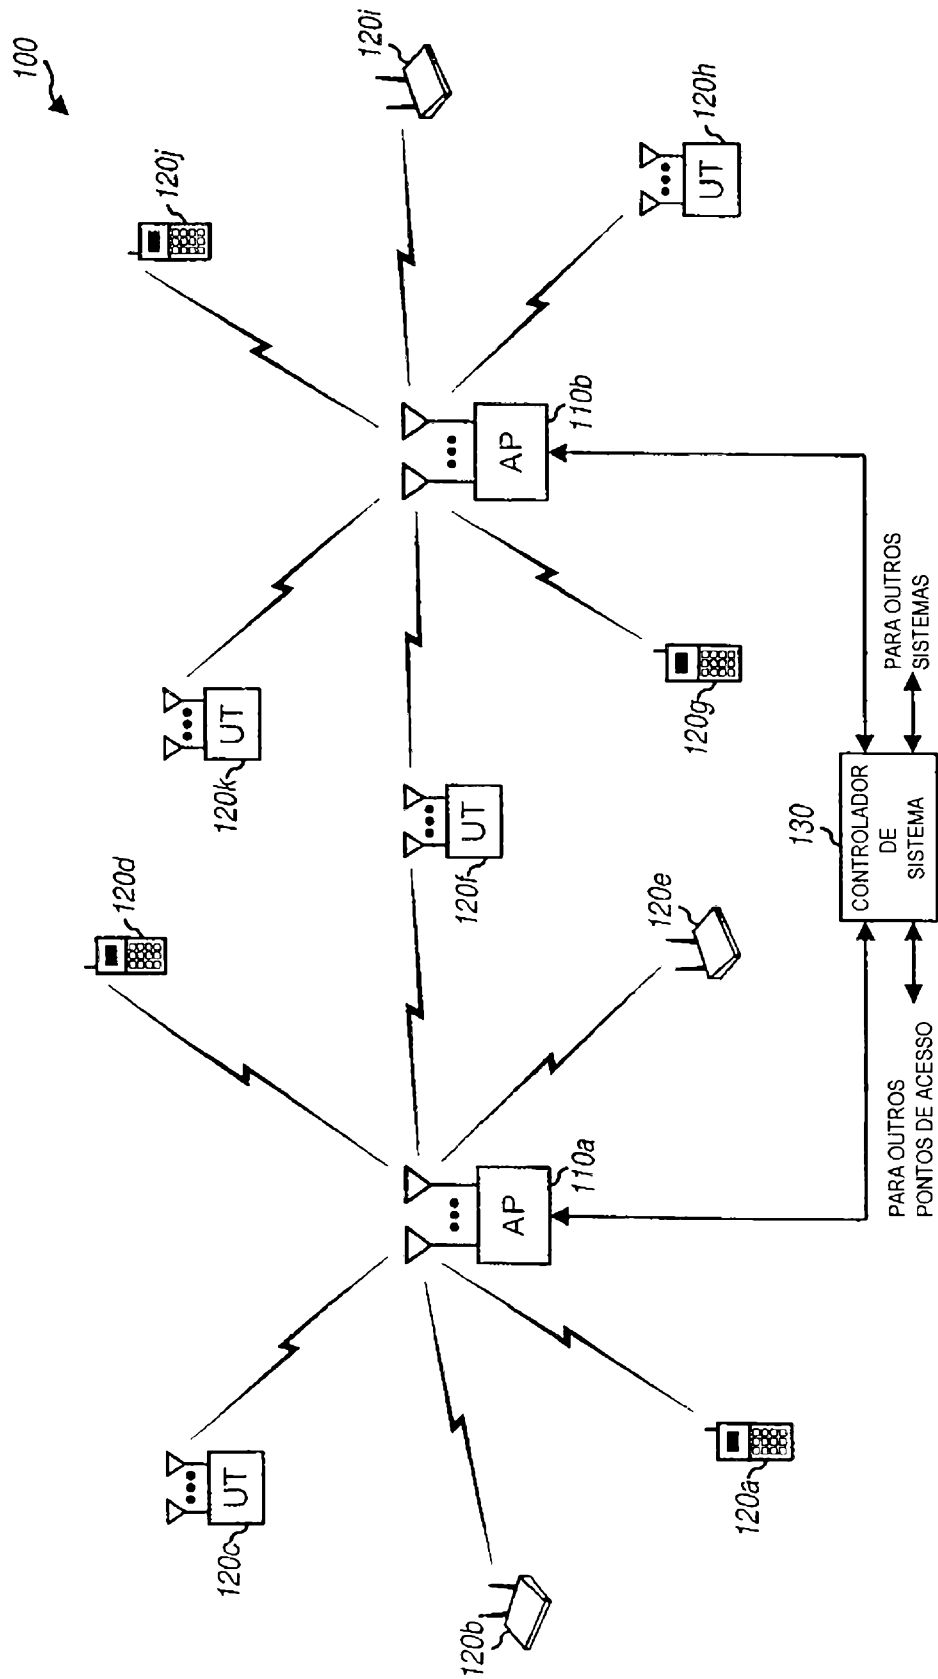 100
120d
120j
120k
UT
120c
UT
120f
UT
120i
120b
AP
110a
AP
110b
120e
120g
120h
UT
120a
130
CONTROLADOR
DE
SISTEMA
PARA OUTROS
PONTOS DE ACESSO
PARA OUTROS
SISTEMAS